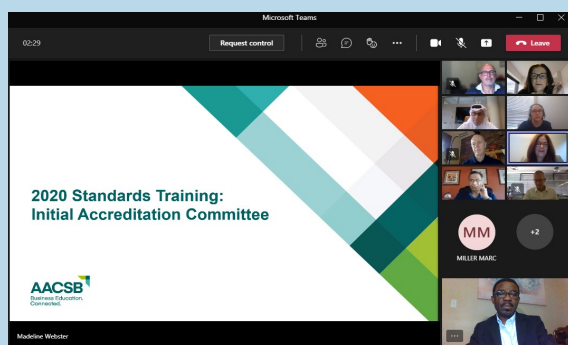 Microsoft Teams
02:29
Request control
Leave
2020 Standards Training:
Initial Accreditation Committee
AACSB
Business Education.
Connected.
MM
MILLER MARC
+2
Madeline Webster